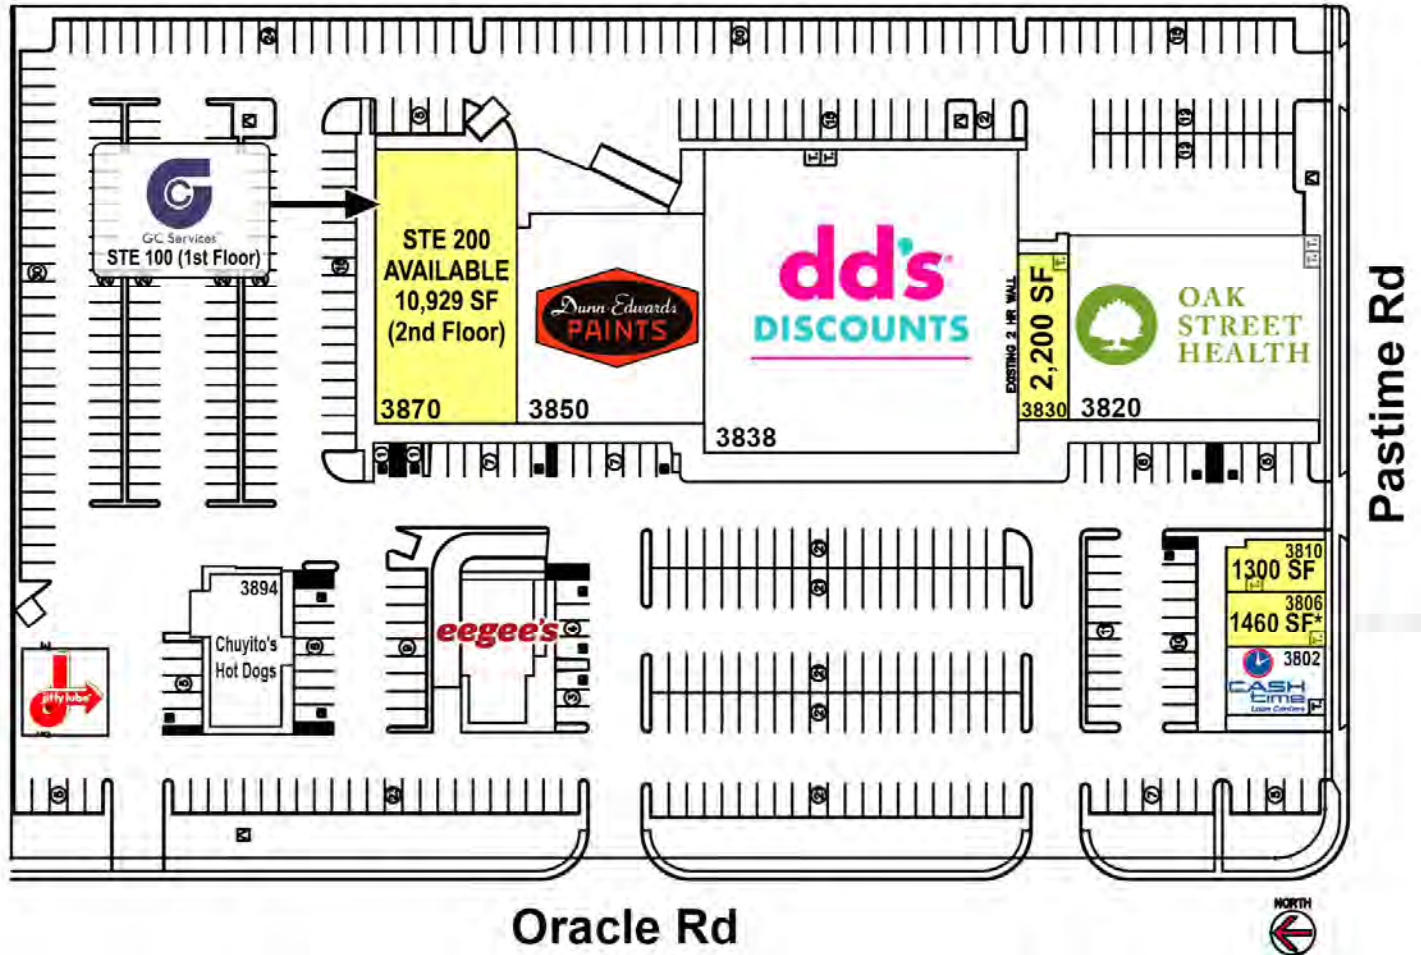 GC Services
STE 100 (1st Floor)
STE 200
AVAILABLE
10,929 SF
(2nd Floor)
3870
Dunn-Edwards
PAINTS
3850
dd's
DISCOUNTS
3838
EXISTING 2 HR WALL
2,200 SF
3830
OAK
STREET
HEALTH
3820
Pastime Rd
3894
Chuyito's
Hot Dogs
eegee's
3810
1300 SF
3806
1460 SF*
3802
CASH
time
Loan Centers
jiffy lube
Oracle Rd
NORTH